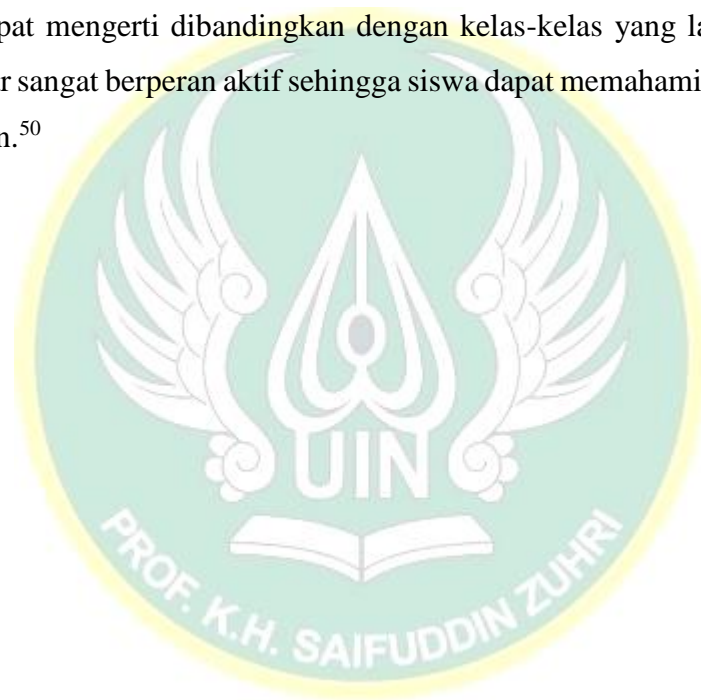 pat mengerti dibandingkan dengan kelas-kelas yang la
r sangat berperan aktif sehingga siswa dapat memahami
n.50
UIN
PROF. K.H. SAIFUDDIN ZUHRI